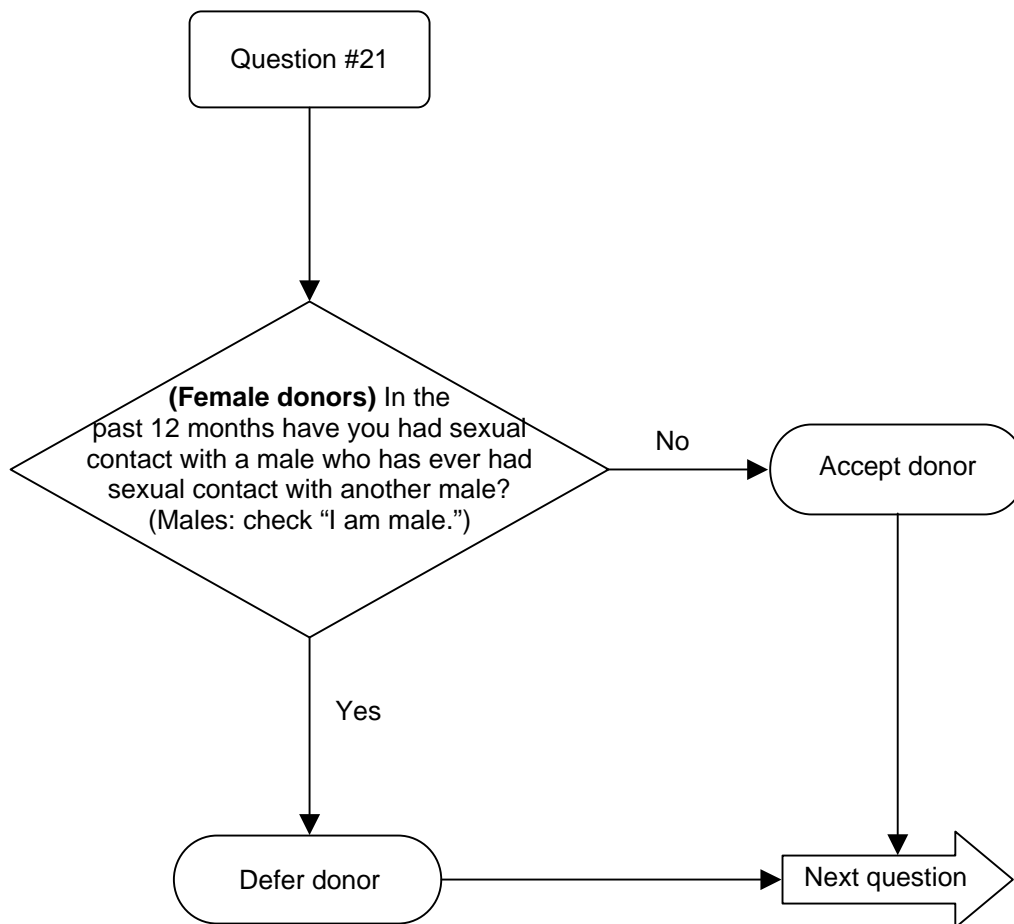 Question #21
(Female donors) In the
past 12 months have you had sexual
contact with a male who has ever had
sexual contact with another male?
(Males: check “I am male.”)
No
Accept donor
Yes
Defer donor
Next question